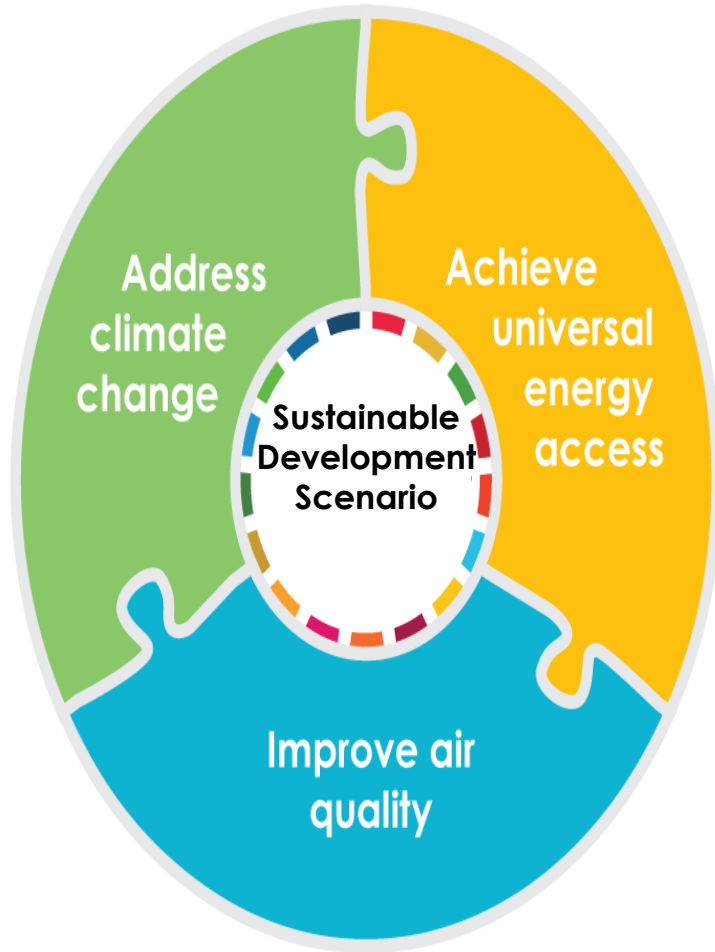 Address
climate
change
Achieve
universal
energy
access
Sustainable
Development
Scenario
Improve air
quality